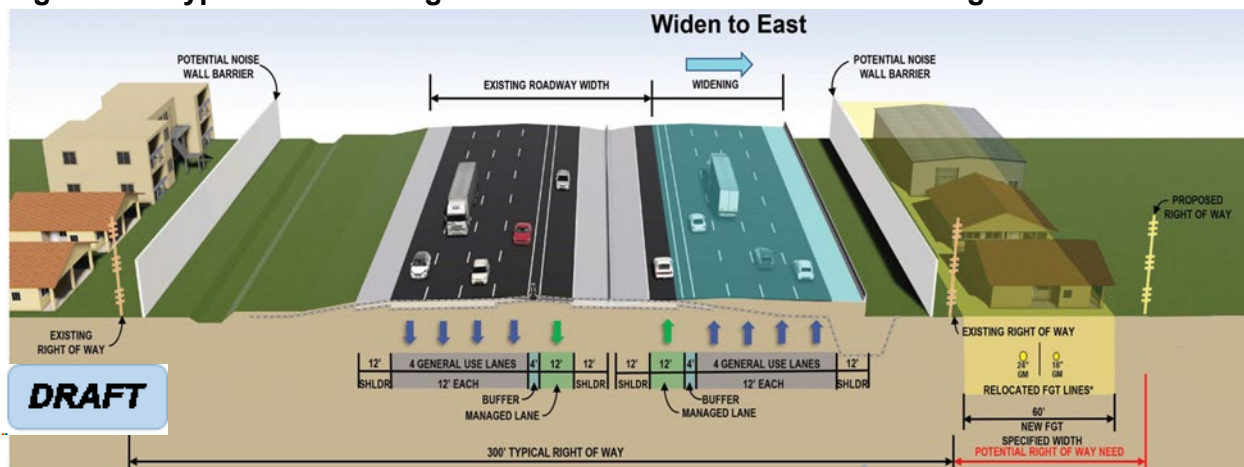 Widen to East
POTENTIAL NOISE
WALL BARRIER
EXISTING ROADWAY WIDTH
WIDENING
POTENTIAL NOISE
WALL BARRIER
PROPOSED
RIGHT OF WAY
EXISTING
RIGHT OF WAY
EXISTING RIGHT OF WAY
12' 4 GENERAL USE LANES 4' 12' 12' 12' 12' 4' 4 GENERAL USE LANES 12'
SHLDR 12' EACH SHLDR SHLDR 12' EACH SHLDR
BUFFER
MANAGED LANE
BUFFER
MANAGED LANE
24" 18"
GM GM
RELOCATED FGT LINES*
60'
NEW FGT
SPECIFIED WIDTH
DRAFT
300' TYPICAL RIGHT OF WAY
POTENTIAL RIGHT OF WAY NEED